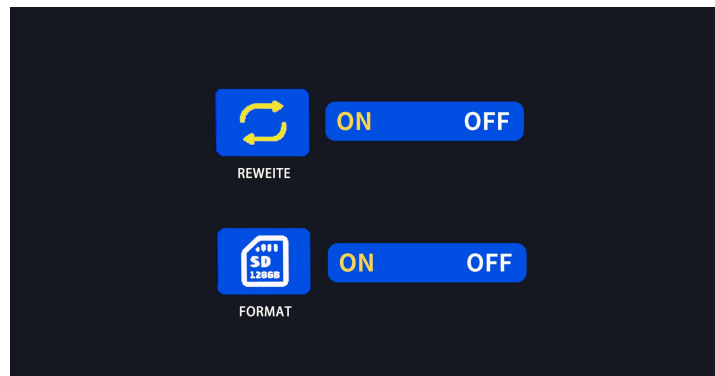 ON OFF
REWEITE
SD
128GB
ON OFF
FORMAT